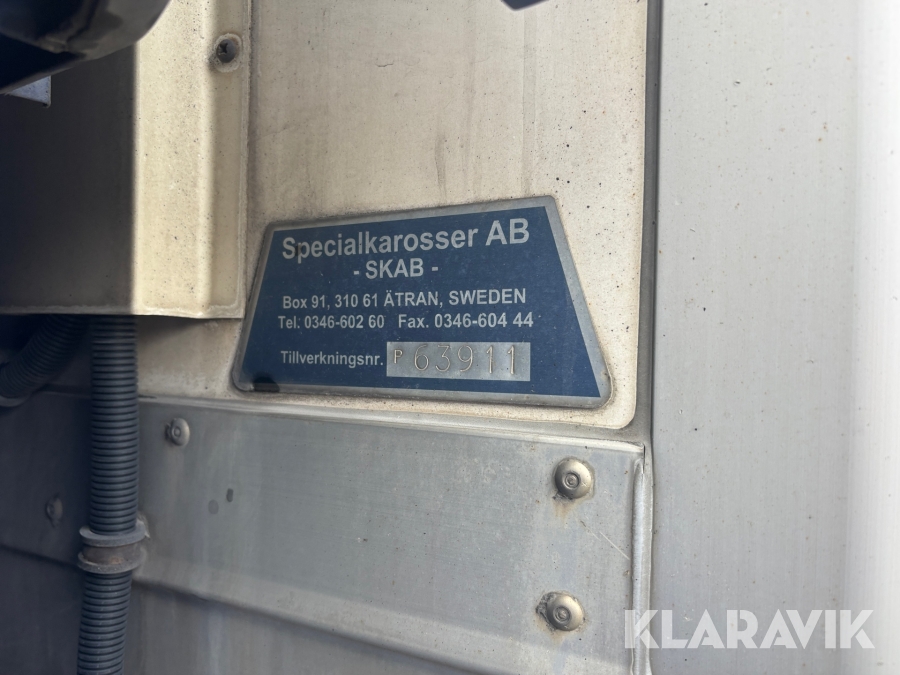 Specialkarosser AB
- SKAB -
Box 91, 310 61 ÄTRAN, SWEDEN
Tel. 0346-602 60 Fax. 0346-604 44
Tillverkningsnr. P 63911
KLARAVIK